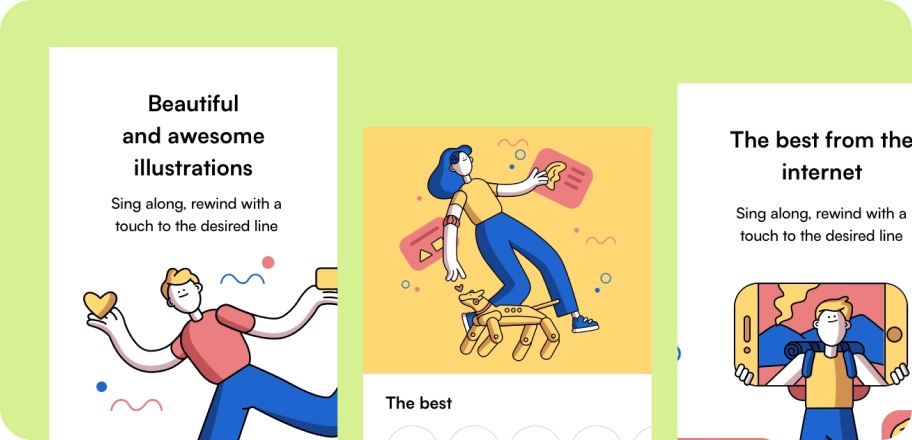 Beautiful
and awesome
illustrations
Sing along, rewind with a
touch to the desired line
The best
The best from the
internet
Sing along, rewind with a
touch to the desired line